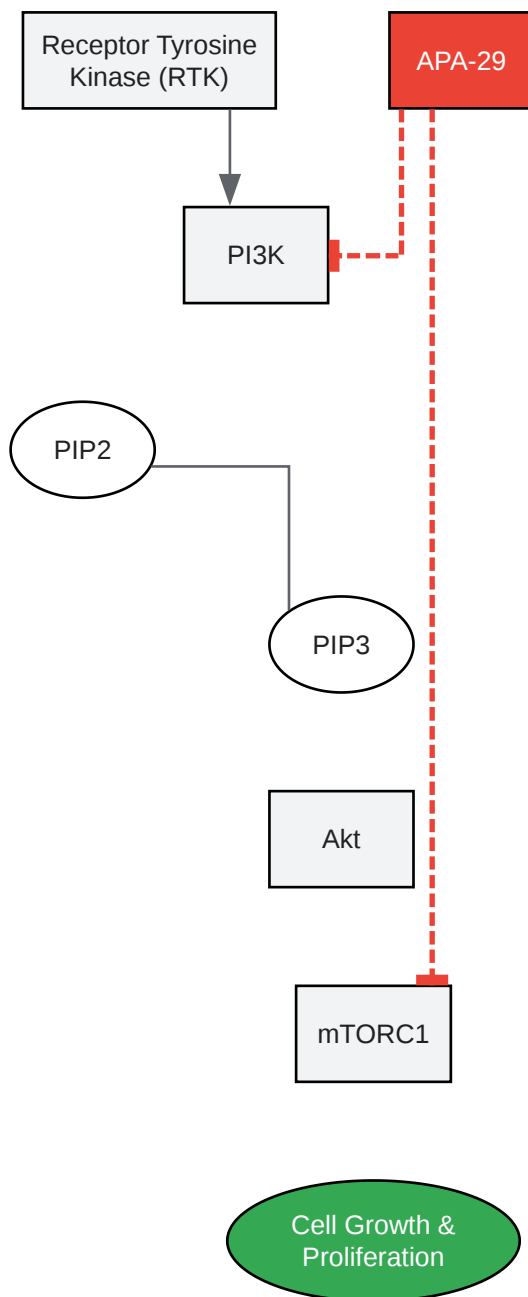 Receptor Tyrosine
Kinase (RTK)
APA-29
PI3K
PIP2
PIP3
Akt
mTORC1
Cell Growth &
Proliferation